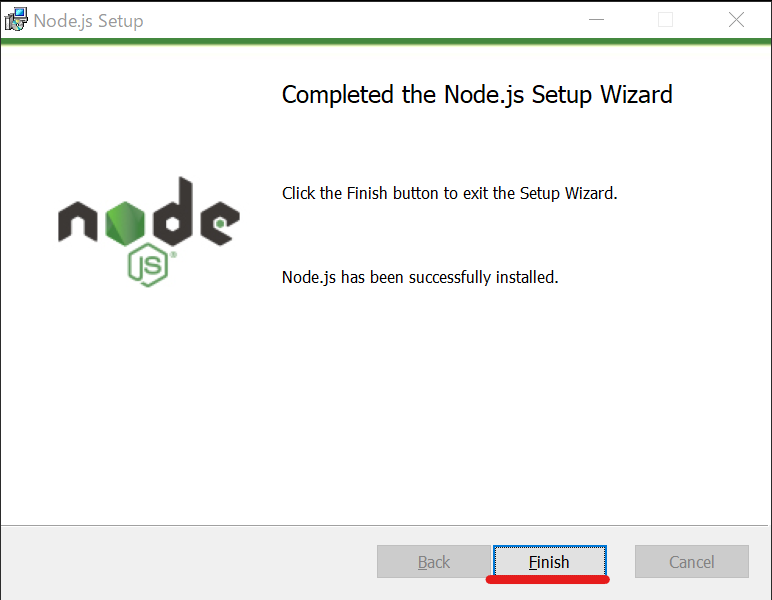 Node.js Setup
Completed the Node.js Setup Wizard
Click the Finish button to exit the Setup Wizard.
node
JS®
Node.js has been successfully installed.
Back
Finish
Cancel